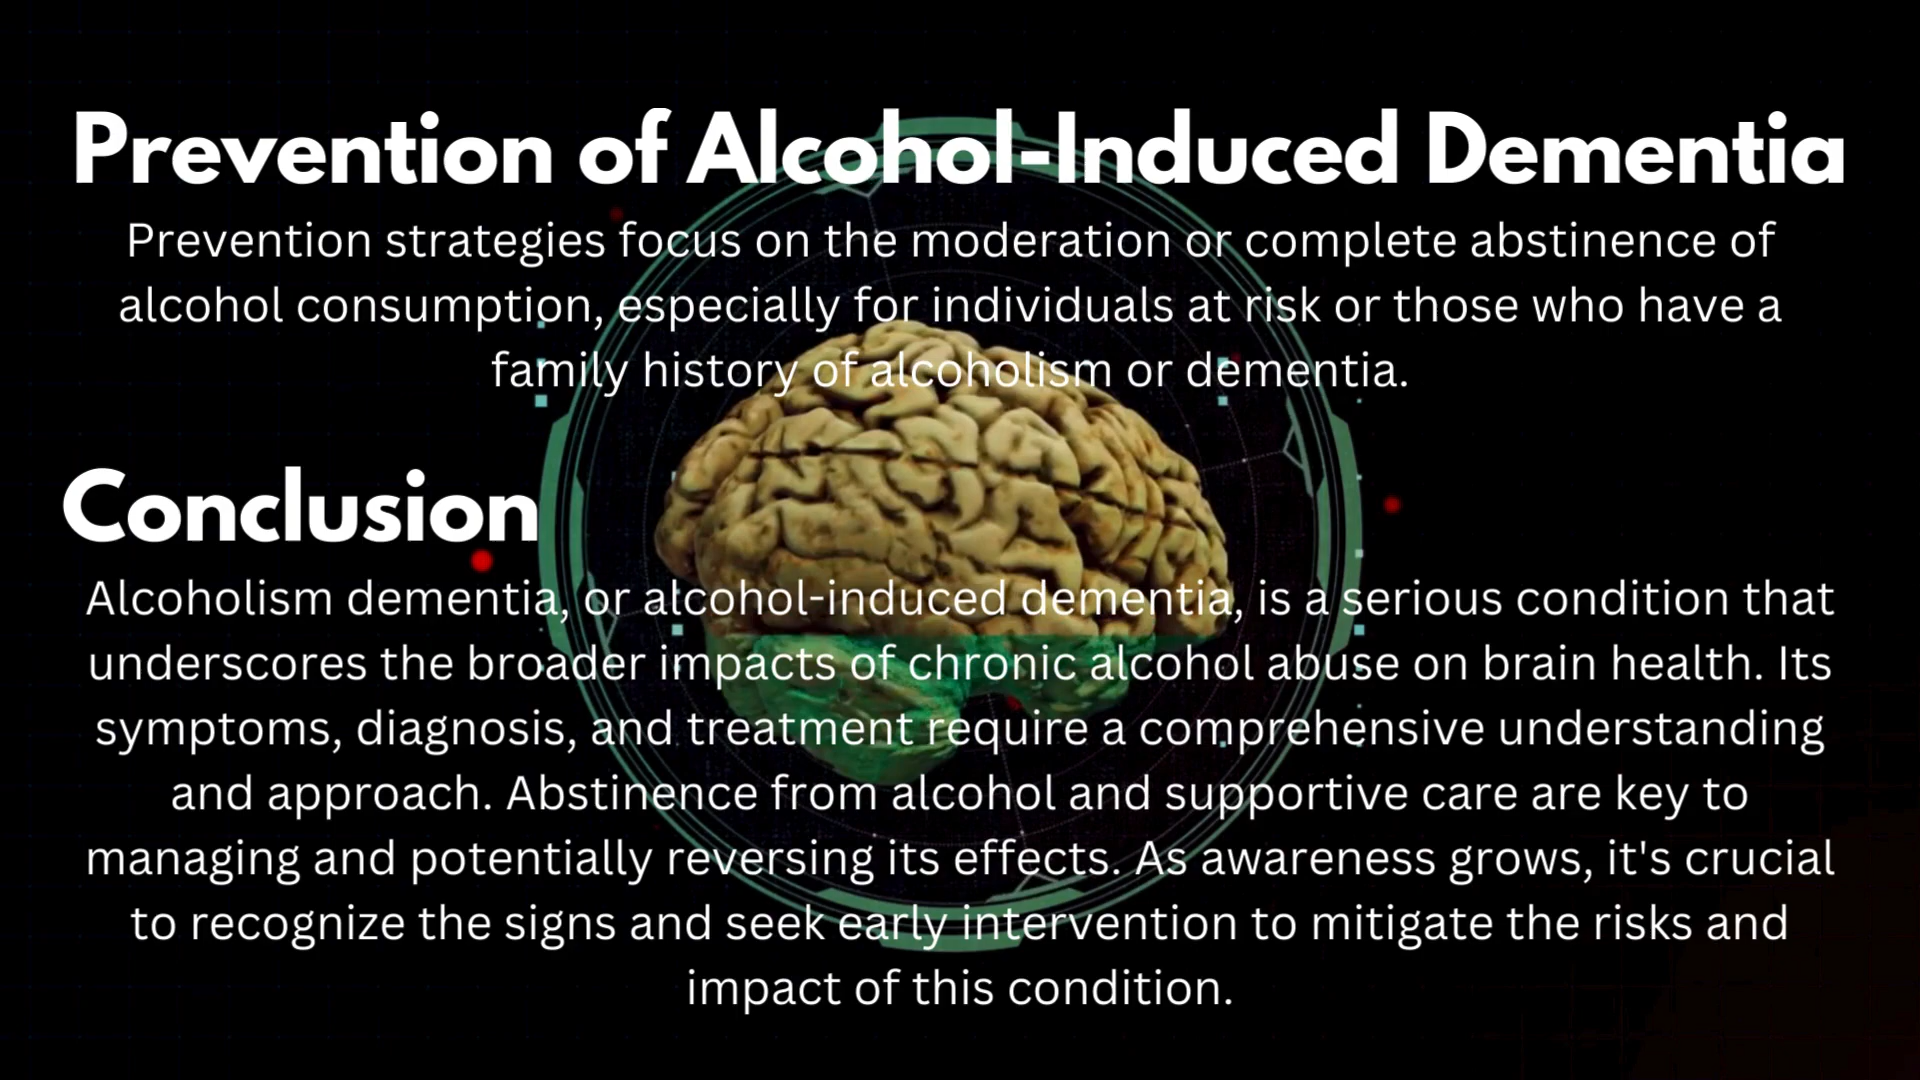 Prevention of Alcohol-Induced Dementia
Prevention strategies focus on the moderation or complete abstinence of
alcohol consumption, especially for individuals at risk or those who have a
family history of alcoholism or dementia.
Conclusion
Alcoholism dementia, or alcohol-induced dementia, is a serious condition that
underscores the broader impacts of chronic alcohol abuse on brain health. Its
symptoms, diagnosis, and treatment require a comprehensive understanding
and approach. Abstinence from alcohol and supportive care are key to
managing and potentially reversing its effects. As awareness grows, it's crucial
to recognize the signs and seek early intervention to mitigate the risks and
impact of this condition.